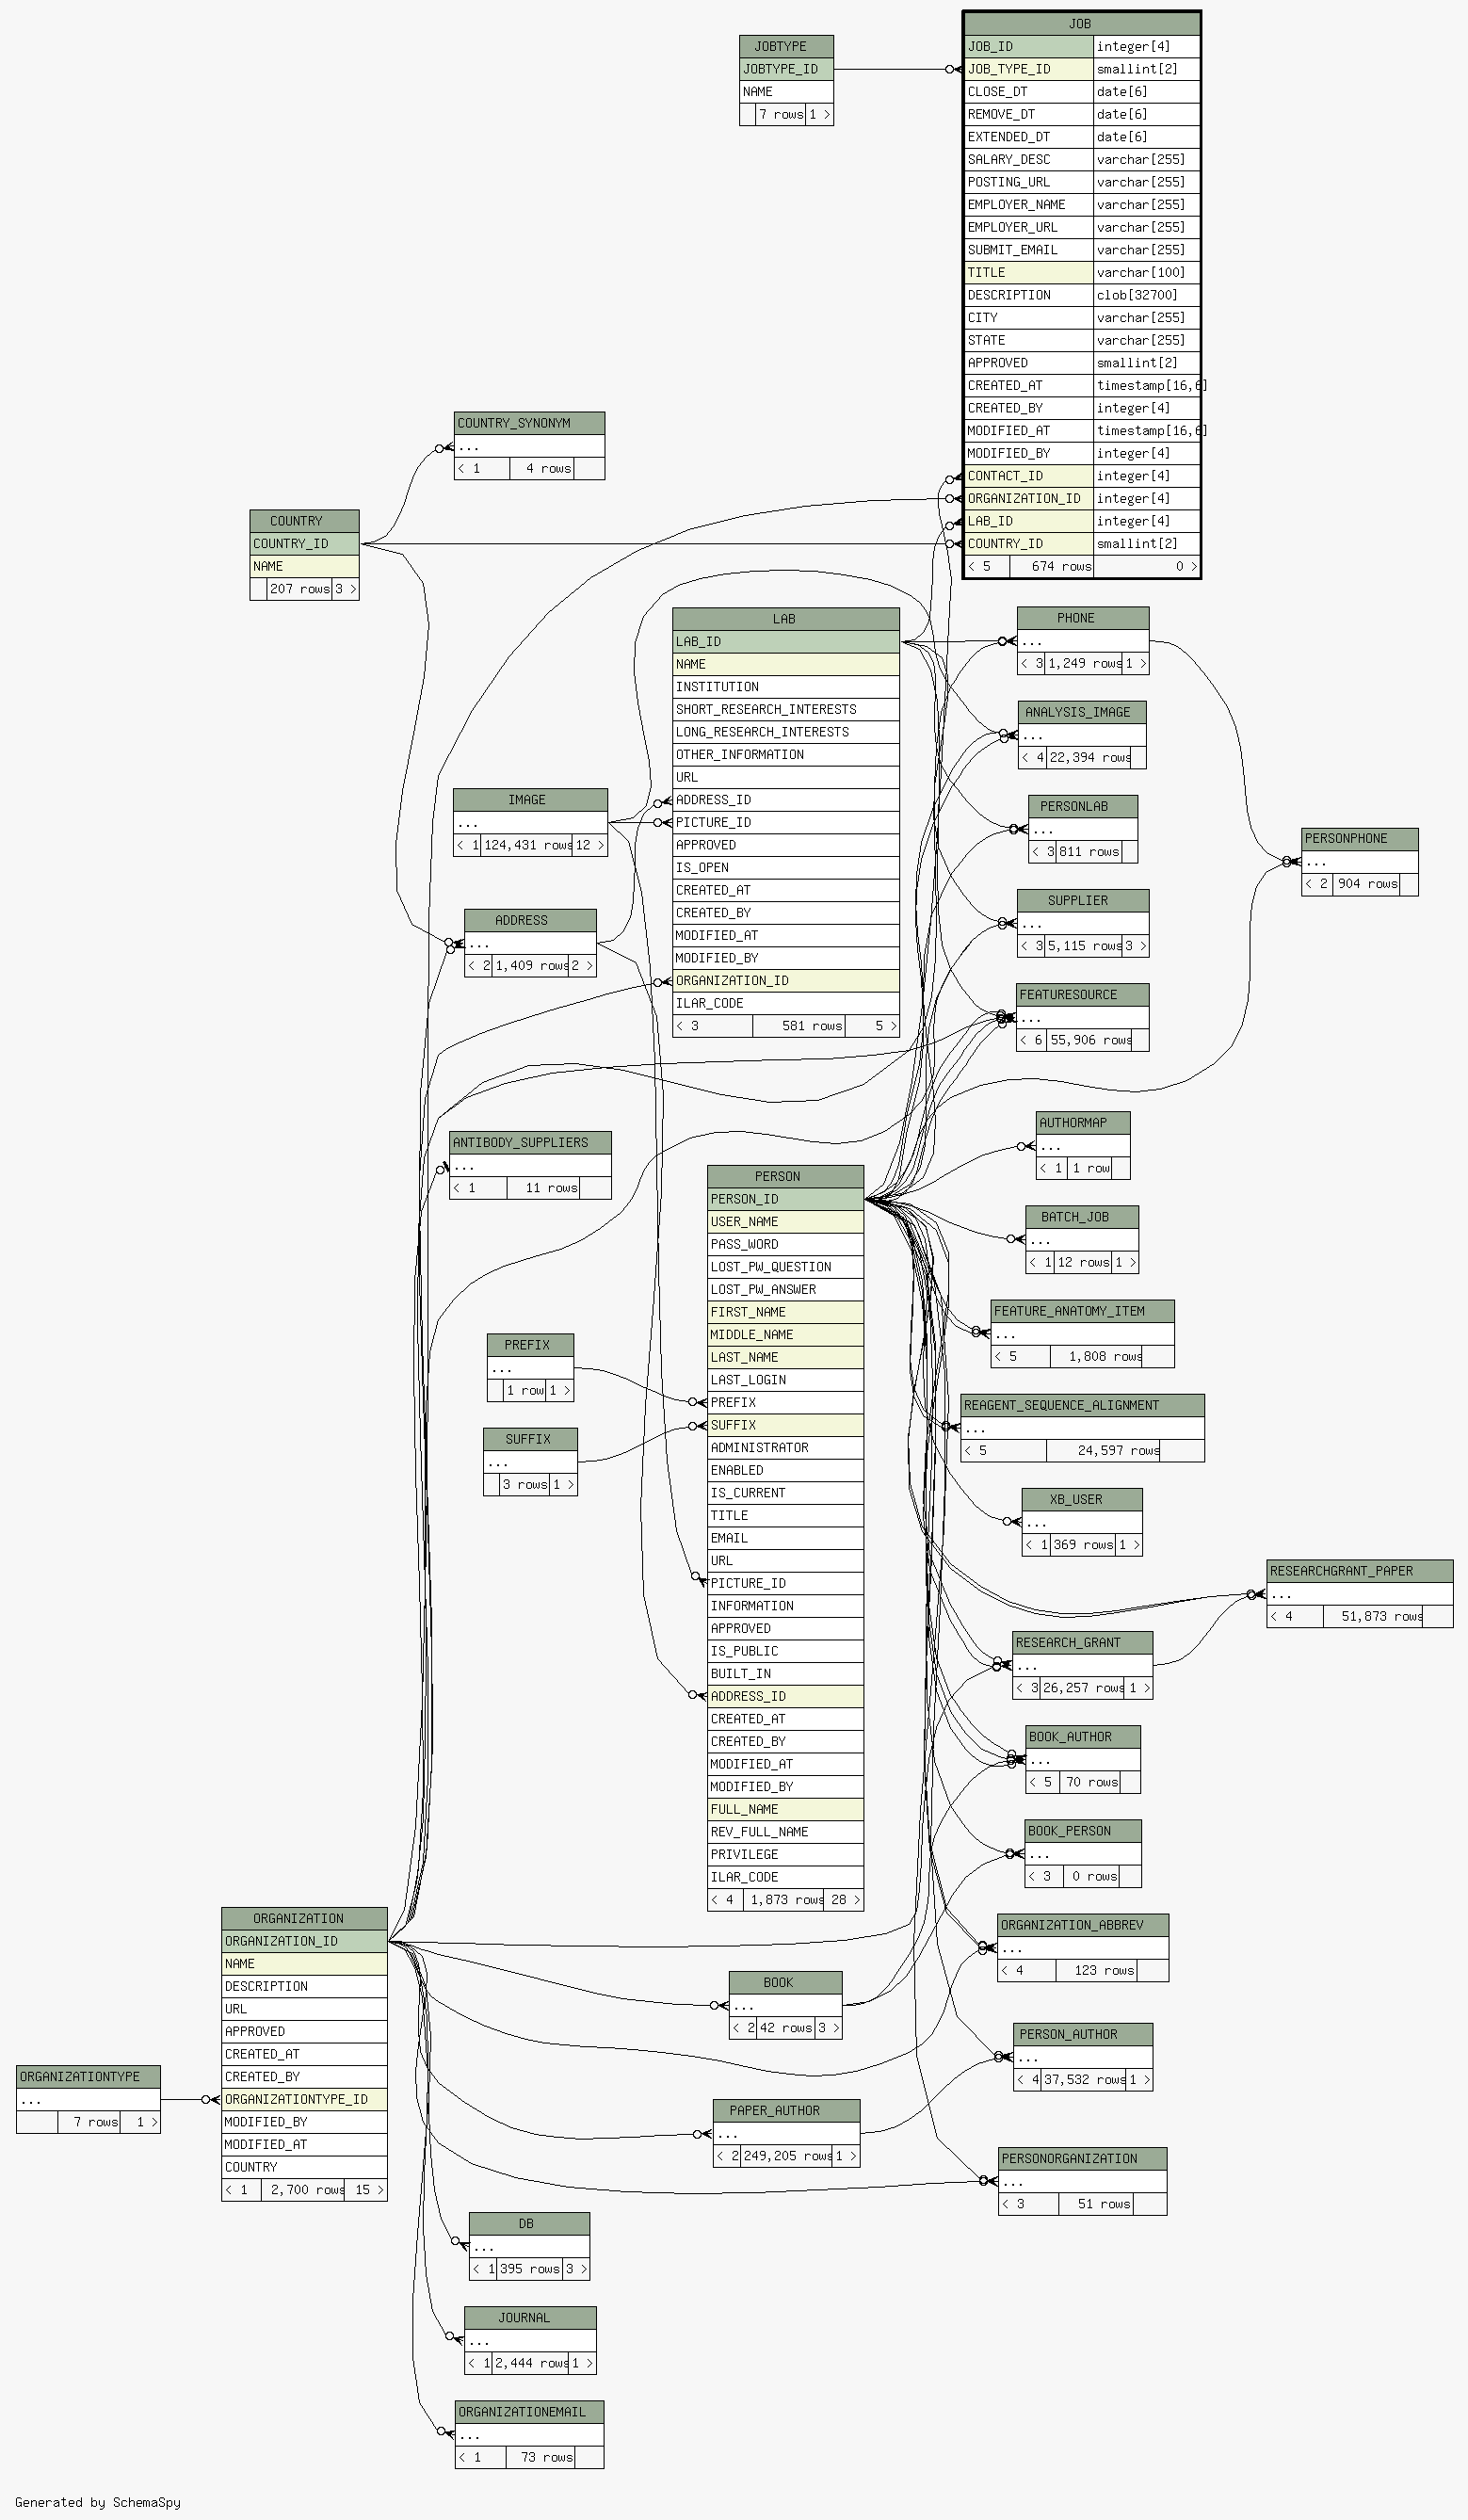 JOB
JOB_ID integer[4]
JOB_TYPE_ID smallint[2]
CLOSE_DT date[6]
REMOVE_DT date[6]
EXTENDED_DT date[6]
SALARY_DESC varchar[255]
POSTING_URL varchar[255]
EMPLOYER_NAME varchar[255]
EMPLOYER_URL varchar[255]
SUBMIT_EMAIL varchar[255]
TITLE varchar[100]
DESCRIPTION clob[32700]
CITY varchar[255]
STATE varchar[255]
APPROVED smallint[2]
CREATED_AT timestamp[16,6]
CREATED_BY integer[4]
MODIFIED_AT timestamp[16,6]
MODIFIED_BY integer[4]
CONTACT_ID integer[4]
ORGANIZATION_ID integer[4]
LAB_ID integer[4]
COUNTRY_ID smallint[2]
< 5 674 rows 0 >
JOBTYPE
JOBTYPE_ID
NAME
7 rows 1 >
COUNTRY_SYNONYM
...
< 1 4 rows
COUNTRY
COUNTRY_ID
NAME
207 rows 3 >
LAB
LAB_ID
NAME
INSTITUTION
SHORT_RESEARCH_INTERESTS
LONG_RESEARCH_INTERESTS
OTHER_INFORMATION
URL
ADDRESS_ID
PICTURE_ID
APPROVED
IS_OPEN
CREATED_AT
CREATED_BY
MODIFIED_AT
MODIFIED_BY
ORGANIZATION_ID
ILAR_CODE
< 3 581 rows 5 >
PHONE
...
< 3 1,249 rows 1 >
ANALYSIS_IMAGE
...
< 4 22,394 rows
PERSONLAB
...
< 3 811 rows
PERSONPHONE
...
< 2 904 rows
IMAGE
...
< 1 124,431 rows 12 >
ADDRESS
...
< 2 1,409 rows 2 >
SUPPLIER
...
< 3 5,115 rows 3 >
FEATURESOURCE
...
< 6 55,906 rows
ANTIBODY_SUPPLIERS
...
< 1 11 rows
AUTHORMAP
...
< 1 1 row
BATCH_JOB
...
< 1 12 rows 1 >
PERSON
PERSON_ID
USER_NAME
PASS_WORD
LOST_PW_QUESTION
LOST_PW_ANSWER
FIRST_NAME
MIDDLE_NAME
LAST_NAME
LAST_LOGIN
PREFIX
SUFFIX
ADMINISTRATOR
ENABLED
IS_CURRENT
TITLE
EMAIL
URL
PICTURE_ID
INFORMATION
APPROVED
IS_PUBLIC
BUILT_IN
ADDRESS_ID
CREATED_AT
CREATED_BY
MODIFIED_AT
MODIFIED_BY
FULL_NAME
REV_FULL_NAME
PRIVILEGE
ILAR_CODE
< 4 1,873 rows 28 >
PREFIX
...
1 row 1 >
SUFFIX
...
3 rows 1 >
FEATURE_ANATOMY_ITEM
...
< 5 1,808 rows
REAGENT_SEQUENCE_ALIGNMENT
...
< 5 24,597 rows
XB_USER
...
< 1 369 rows 1 >
RESEARCHGRANT_PAPER
...
< 4 51,873 rows
RESEARCH_GRANT
...
< 3 26,257 rows 1 >
BOOK_AUTHOR
...
< 5 70 rows
BOOK_PERSON
...
< 3 0 rows
ORGANIZATION_ABBREV
...
< 4 123 rows
ORGANIZATION
ORGANIZATION_ID
NAME
DESCRIPTION
URL
APPROVED
CREATED_AT
CREATED_BY
ORGANIZATIONTYPE_ID
MODIFIED_BY
MODIFIED_AT
COUNTRY
< 1 2,700 rows 15 >
BOOK
...
< 2 42 rows 3 >
PERSON_AUTHOR
...
< 4 37,532 rows 1 >
ORGANIZATIONTYPE
...
7 rows 1 >
PAPER_AUTHOR
...
< 2 249,205 rows 1 >
PERSONORGANIZATION
...
< 3 51 rows
DB
...
< 1 395 rows 3 >
JOURNAL
...
< 1 2,444 rows 1 >
ORGANIZATIONEMAIL
...
< 1 73 rows
Generated by SchemaSpy